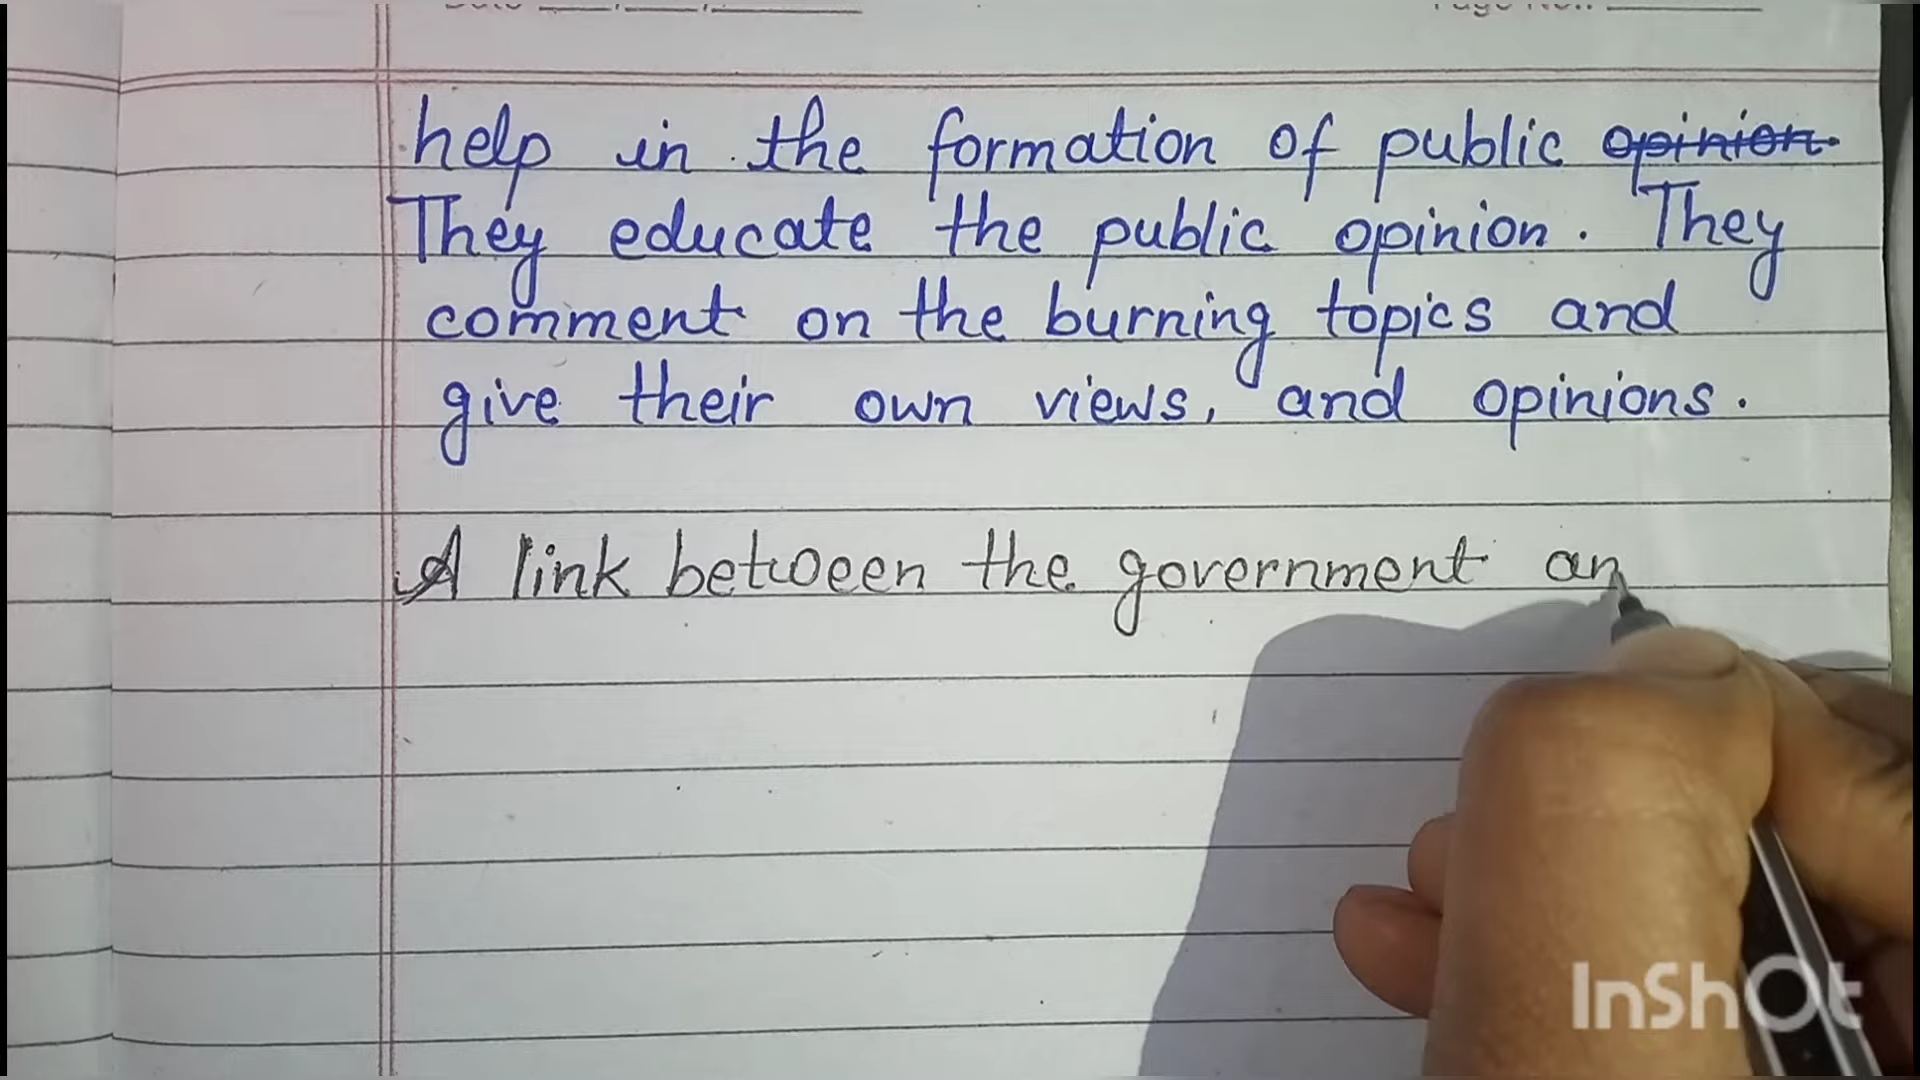 help in the formation of public opinion.
They educate the public opinion. They
comment on the burning topics and
give their own views, and opinions.
A link between the government an
InShOt